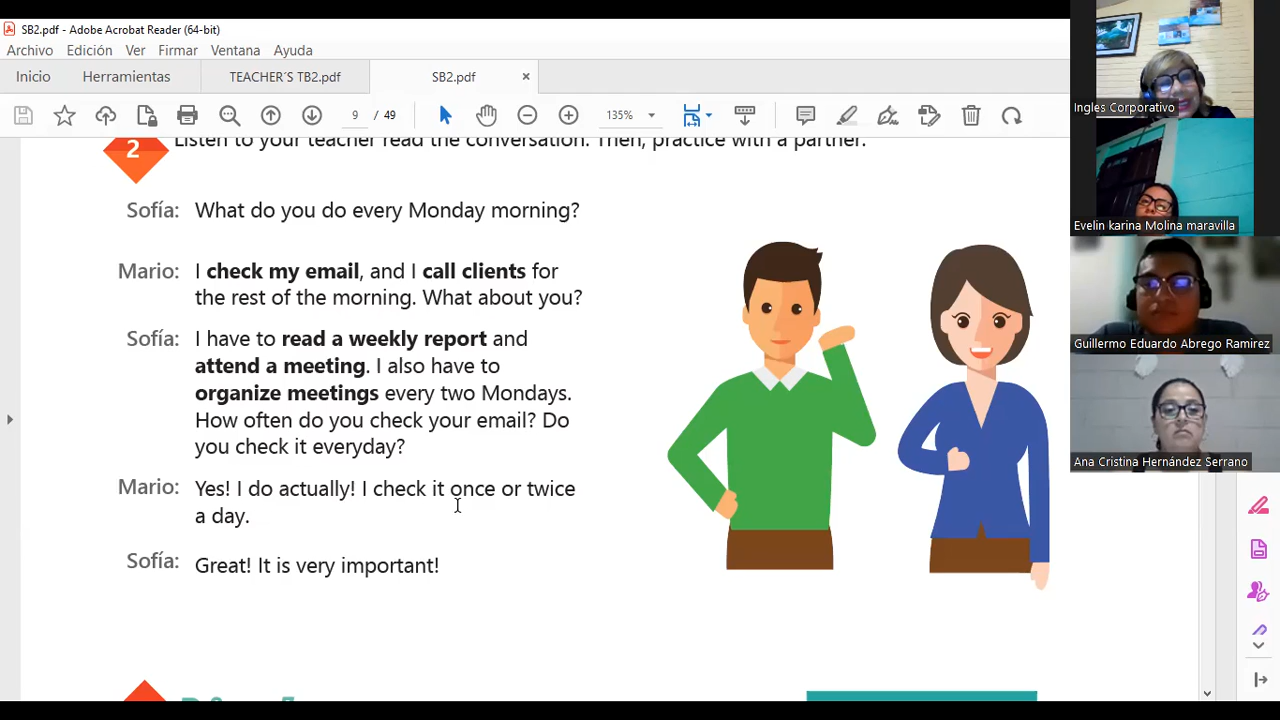 SB2.pdf - Adobe Acrobat Reader (64-bit)
Archivo Edición Ver Firmar Ventana Ayuda
Inicio Herramientas TEACHER´S TB2.pdf SB2.pdf ×
9 / 49 135%
2 Listen to your teacher read the conversation. Then, practice with a partner.
Sofía: What do you do every Monday morning?
Mario: I check my email, and I call clients for
the rest of the morning. What about you?
Sofía: I have to read a weekly report and
attend a meeting. I also have to
organize meetings every two Mondays.
How often do you check your email? Do
you check it everyday?
Mario: Yes! I do actually! I check it once or twice
a day.
Sofía: Great! It is very important!
Ingles Corporativo
Evelin karina Molina maravilla
Guillermo Eduardo Abrego Ramirez
Ana Cristina Hernández Serrano